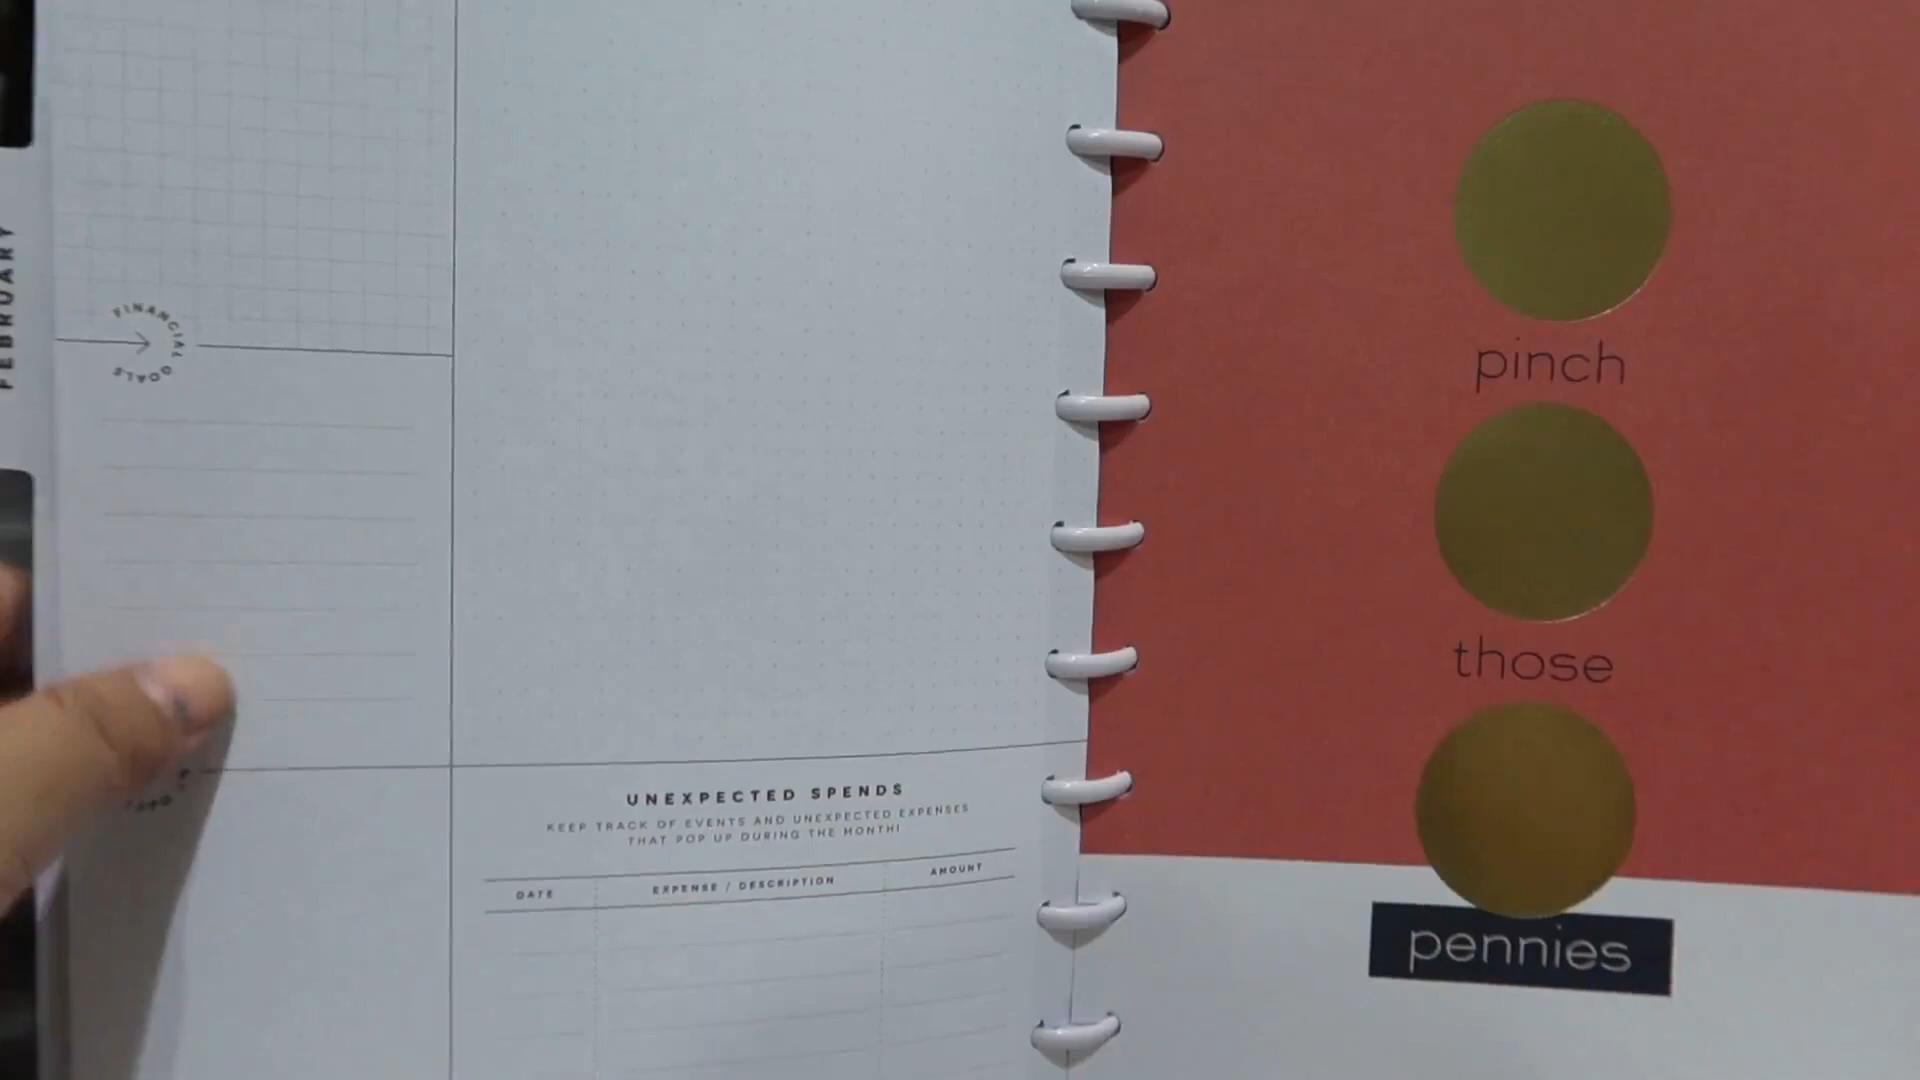 FEBRUARY
FINANCIAL GOALS
UNEXPECTED SPENDS
KEEP TRACK OF EVENTS AND UNEXPECTED EXPENSES
THAT POP UP DURING THE MONTH!
DATE
EXPENSE / DESCRIPTION
AMOUNT
pinch
those
pennies